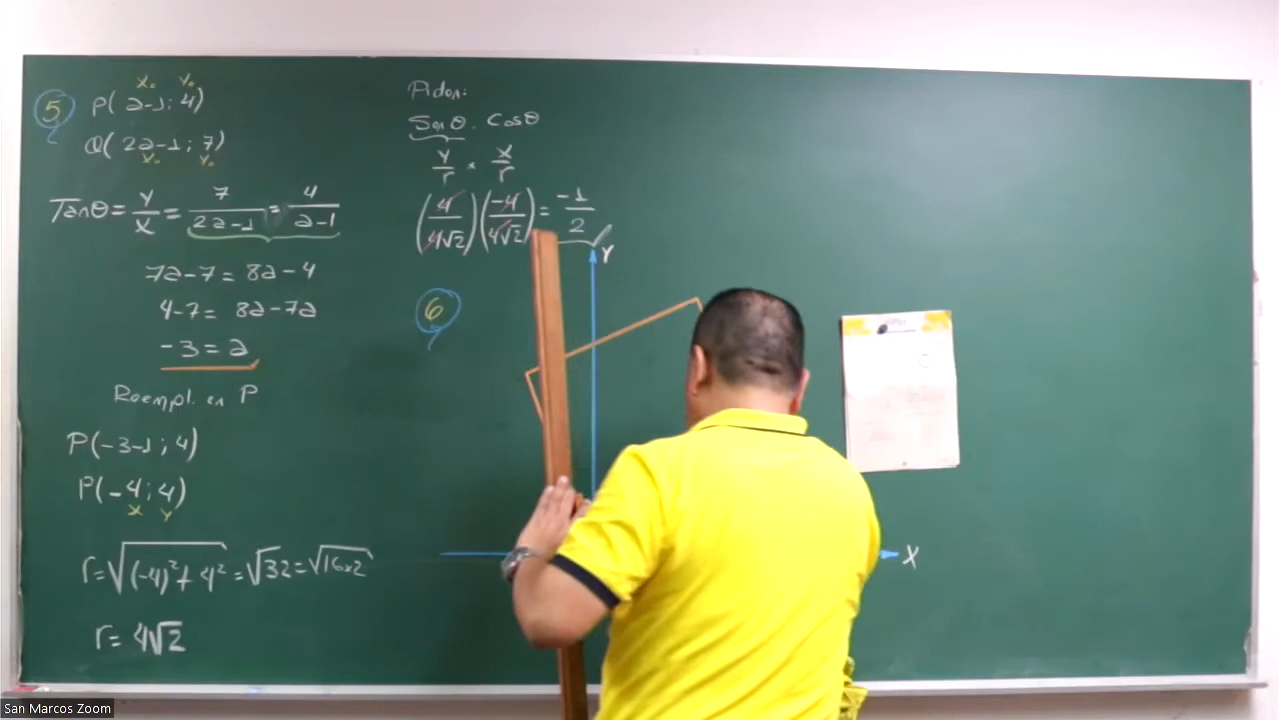 5
X₀ Y₀
P(a-1; 4)
Q(2a-1; 7)
X₀ Y₀
Tanθ = Y/X = 7/(2a-1) = 4/(a-1)
7a-7 = 8a-4
4-7 = 8a-7a
-3 = a
Reempl. en P
P(-3-1; 4)
P(-4; 4)
X Y
r = √((-4)² + 4²) = √32 = √16x2
r = 4√2
Piden:
Senθ . Cosθ
Y/r × X/r
(4/4√2)(-4/4√2) = -1/2
6
Y
X
San Marcos Zoom